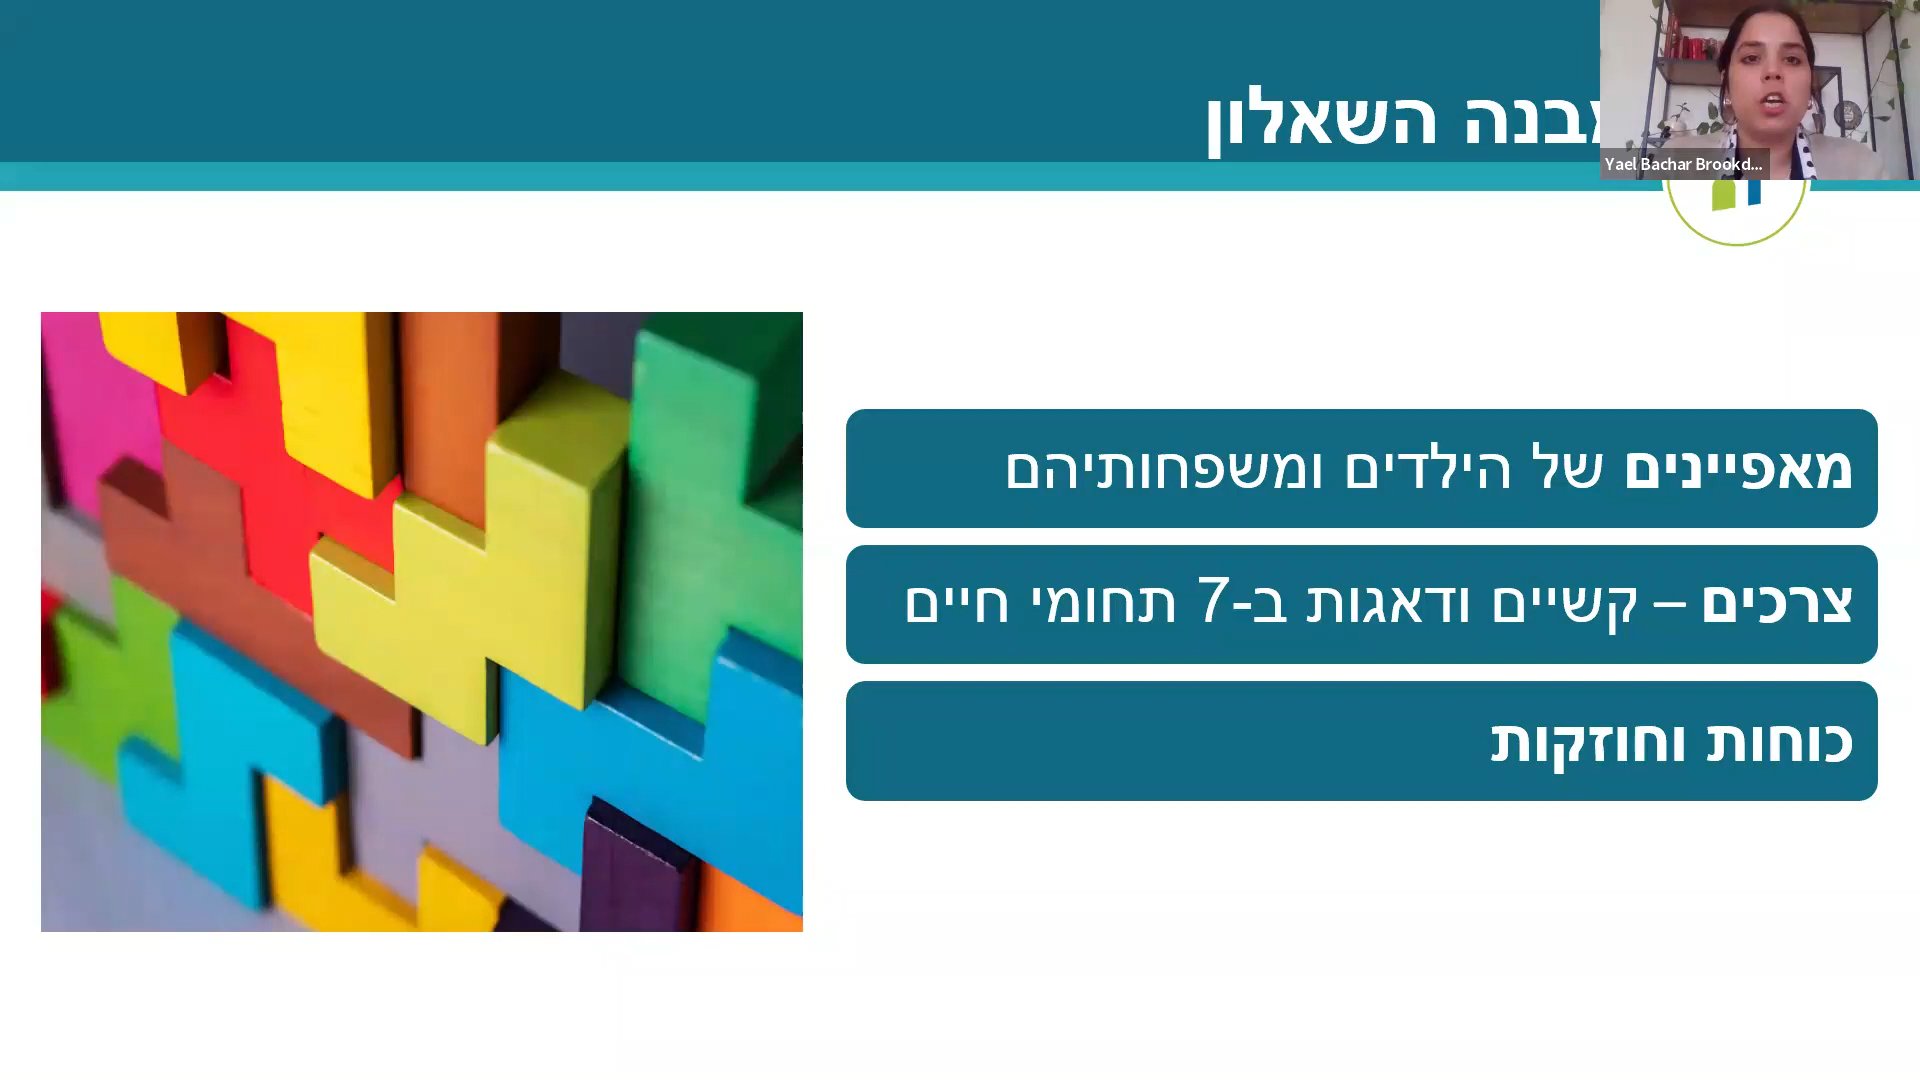 מבנה השאלון
Yael Bachar Brookd...
מאפיינים של הילדים ומשפחותיהם
צרכים – קשיים ודאגות ב-7 תחומי חיים
כוחות וחוזקות